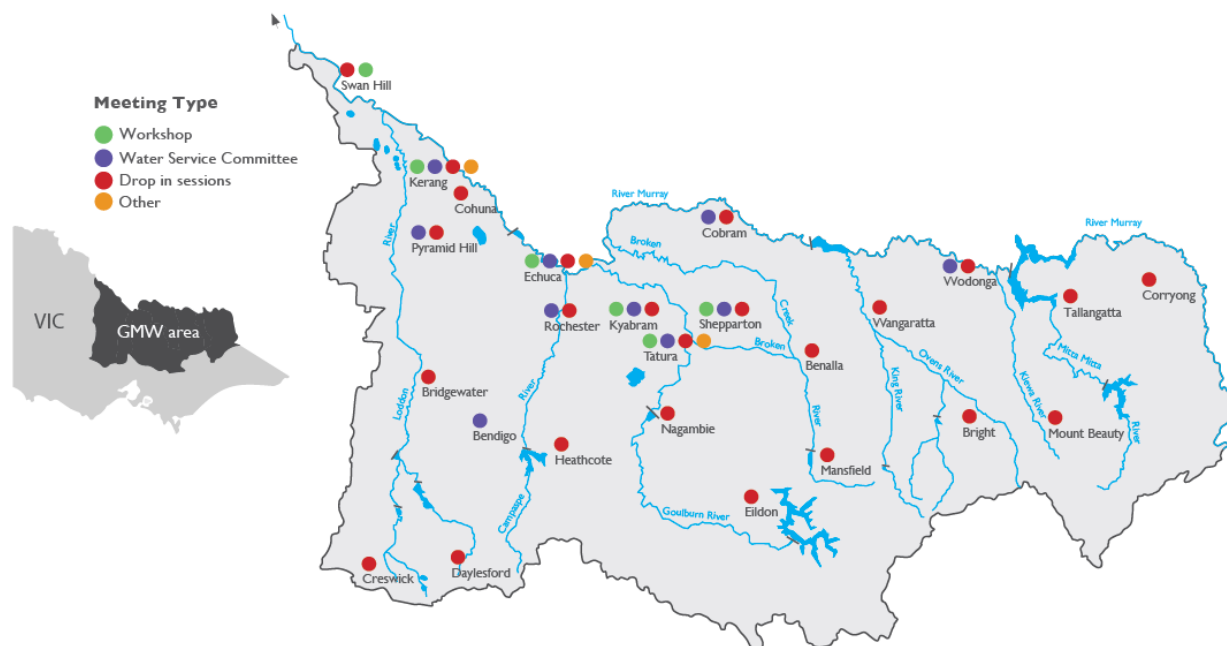 Swan Hill
Meeting Type
Workshop
Water Service Committee
Drop in sessions
Other
Kerang
Cohuna
River Murray
Cobram
River
Pyramid Hill
Broken
River Murray
Echuca
Wodonga
Corryong
Tallangatta
VIC
GMW area
Rochester
Kyabram
Shepparton
Creek
Wangaratta
Tatura
Broken
Benalla
Mitta Mitta
Ovens River
Bridgewater
River
King River
Kiewa River
Loddon
Bendigo
Nagambie
River
Bright
Mount Beauty
River
Heathcote
Mansfield
Campaspe
Eildon
Goulburn River
Creswick
Daylesford